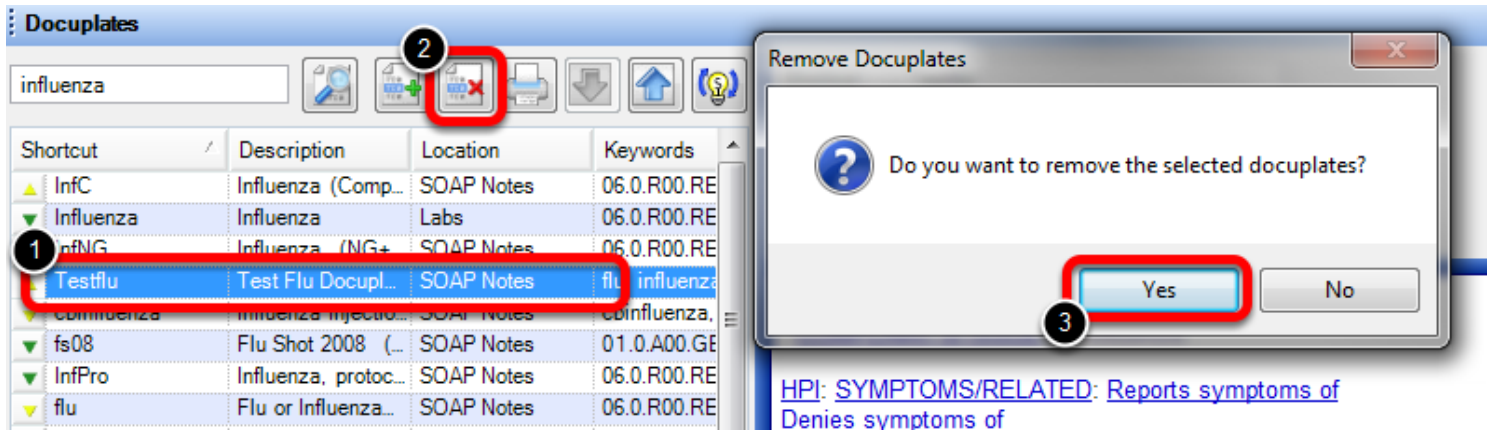 Docuplates
2
Remove Docuplates
influenza
Shortcut Description Location Keywords
Do you want to remove the selected docuplates?
InfC Influenza (Comp... SOAP Notes 06.0.R00.RE
Influenza Influenza Labs 06.0.R00.RE
1
InfNG Influenza (NG+ SOAP Notes 06.0.R00.RE
Testflu Test Flu Docupl... SOAP Notes flu influenza
Yes No
3
cbinfluenza Influenza Injectio... SOAP Notes cbinfluenza,
fs08 Flu Shot 2008 (... SOAP Notes 01.0.A00.GE
InfPro Influenza, protoc... SOAP Notes 06.0.R00.RE
flu Flu or Influenza... SOAP Notes 06.0.R00.RE
HPI: SYMPTOMS/RELATED: Reports symptoms of
Denies symptoms of